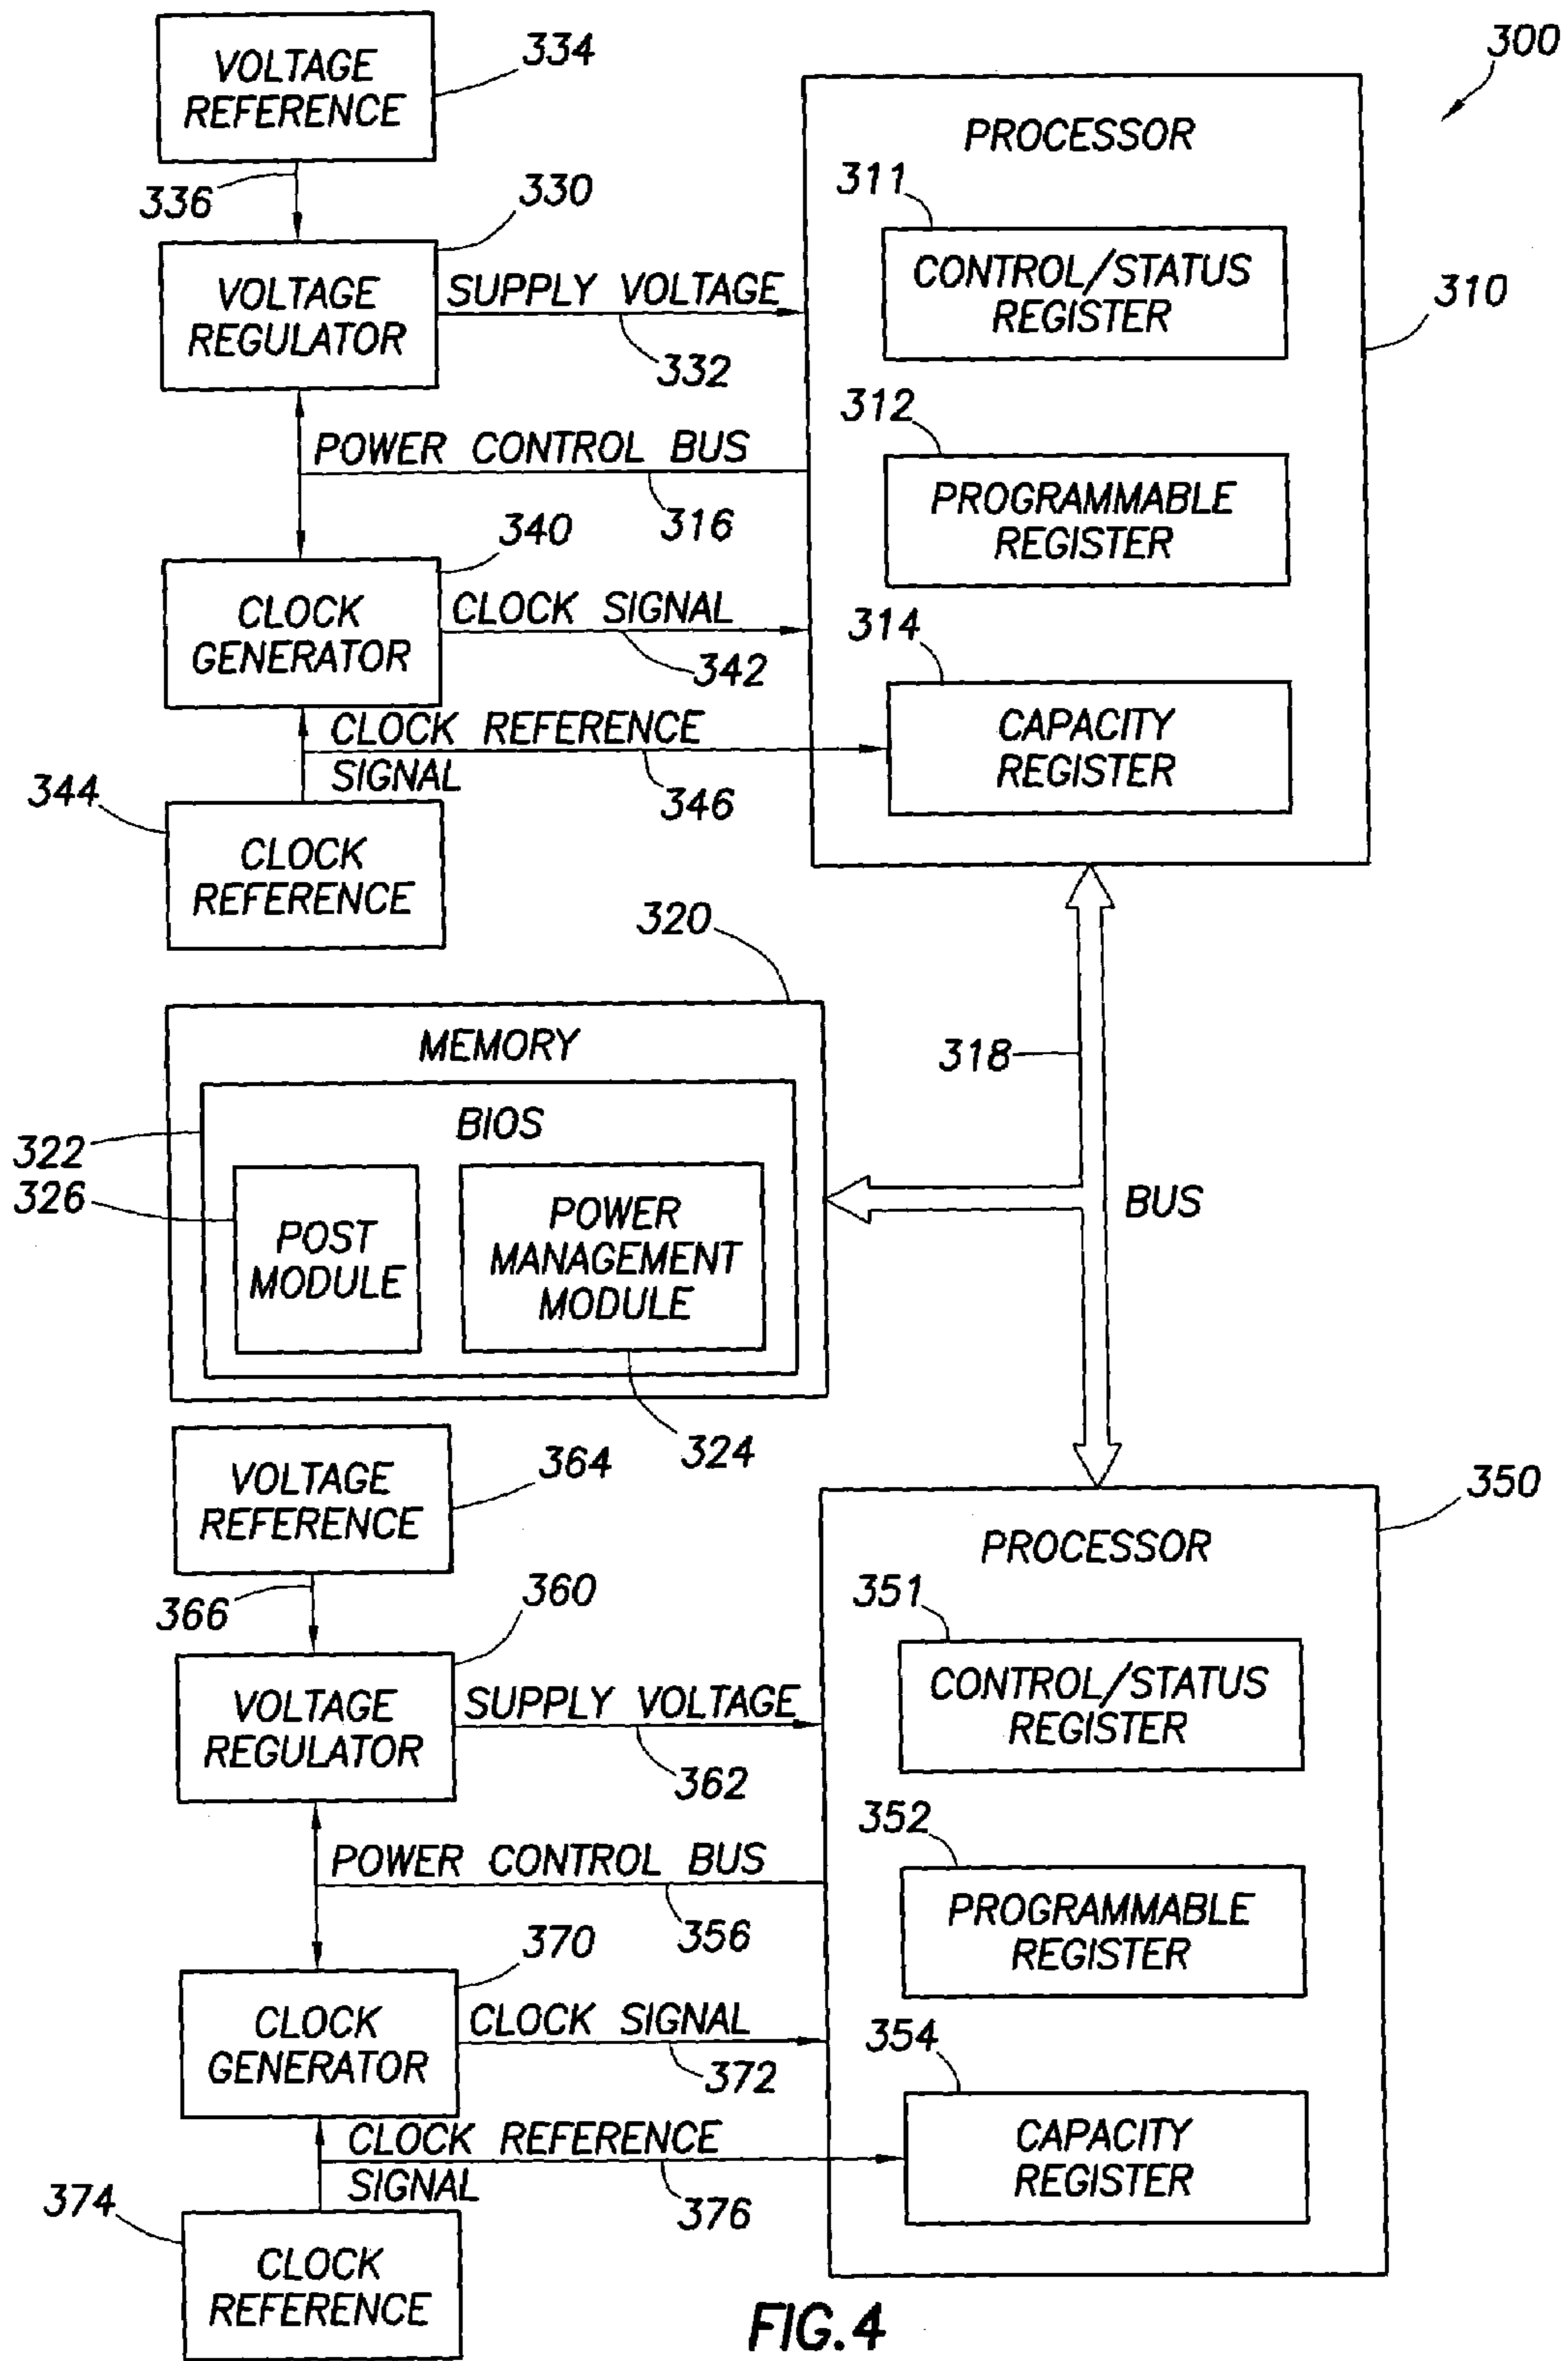 VOLTAGE
REFERENCE
334
300
336
330
VOLTAGE
REGULATOR
SUPPLY VOLTAGE
332
PROCESSOR
311
CONTROL/STATUS
REGISTER
310
312
PROGRAMMABLE
REGISTER
POWER CONTROL BUS
316
340
CLOCK
GENERATOR
CLOCK SIGNAL
342
314
CAPACITY
REGISTER
CLOCK REFERENCE
SIGNAL
346
344
CLOCK
REFERENCE
320
MEMORY
322
BIOS
326
POST
MODULE
POWER
MANAGEMENT
MODULE
324
318
BUS
VOLTAGE
REFERENCE
364
350
366
360
VOLTAGE
REGULATOR
SUPPLY VOLTAGE
362
PROCESSOR
351
CONTROL/STATUS
REGISTER
352
PROGRAMMABLE
REGISTER
POWER CONTROL BUS
356
370
CLOCK
GENERATOR
CLOCK SIGNAL
372
354
CAPACITY
REGISTER
CLOCK REFERENCE
SIGNAL
376
374
CLOCK
REFERENCE
FIG.4